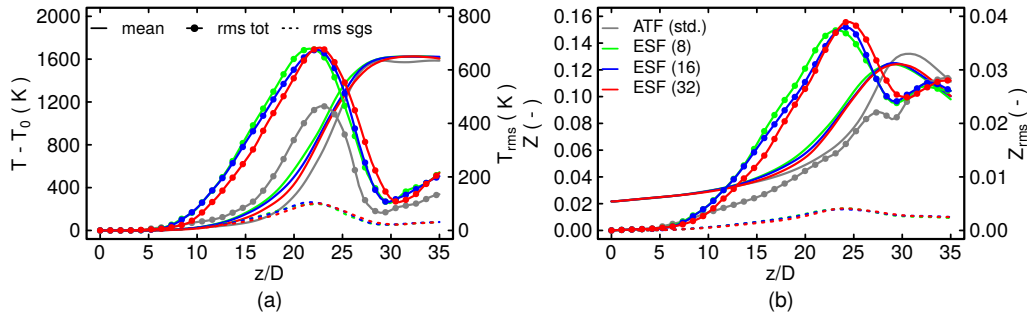 2000
1600
1200
800
400
0
T - T0 ( K )
mean
rms tot
rms sgs
800
600
400
200
0
Trms ( K )
0 5 10 15 20 25 30 35
z/D
(a)
0.16
0.14
0.12
0.10
0.08
0.06
0.04
0.02
0.00
Z ( - )
ATF (std.)
ESF (8)
ESF (16)
ESF (32)
0.04
0.03
0.02
0.01
0.00
Zrms ( - )
0 5 10 15 20 25 30 35
z/D
(b)